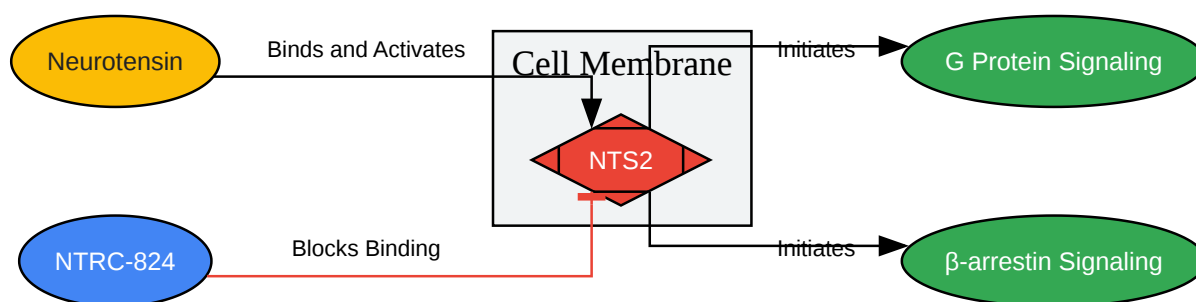 Neurotensin
Binds and Activates
Cell Membrane
Initiates
G Protein Signaling
NTS2
NTRC-824
Blocks Binding
Initiates
β-arrestin Signaling